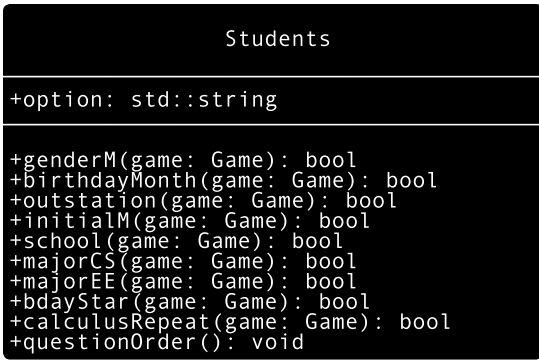 Students
+option: std::string
+genderM(game: Game): bool
+birthdayMonth(game: Game): bool
+outstation(game: Game): bool
+initialM(game: Game): bool
+school(game: Game): bool
+majorCS(game: Game): bool
+majorEE(game: Game): bool
+bdayStar(game: Game): bool
+calculusRepeat(game: Game): bool
+questionOrder(): void